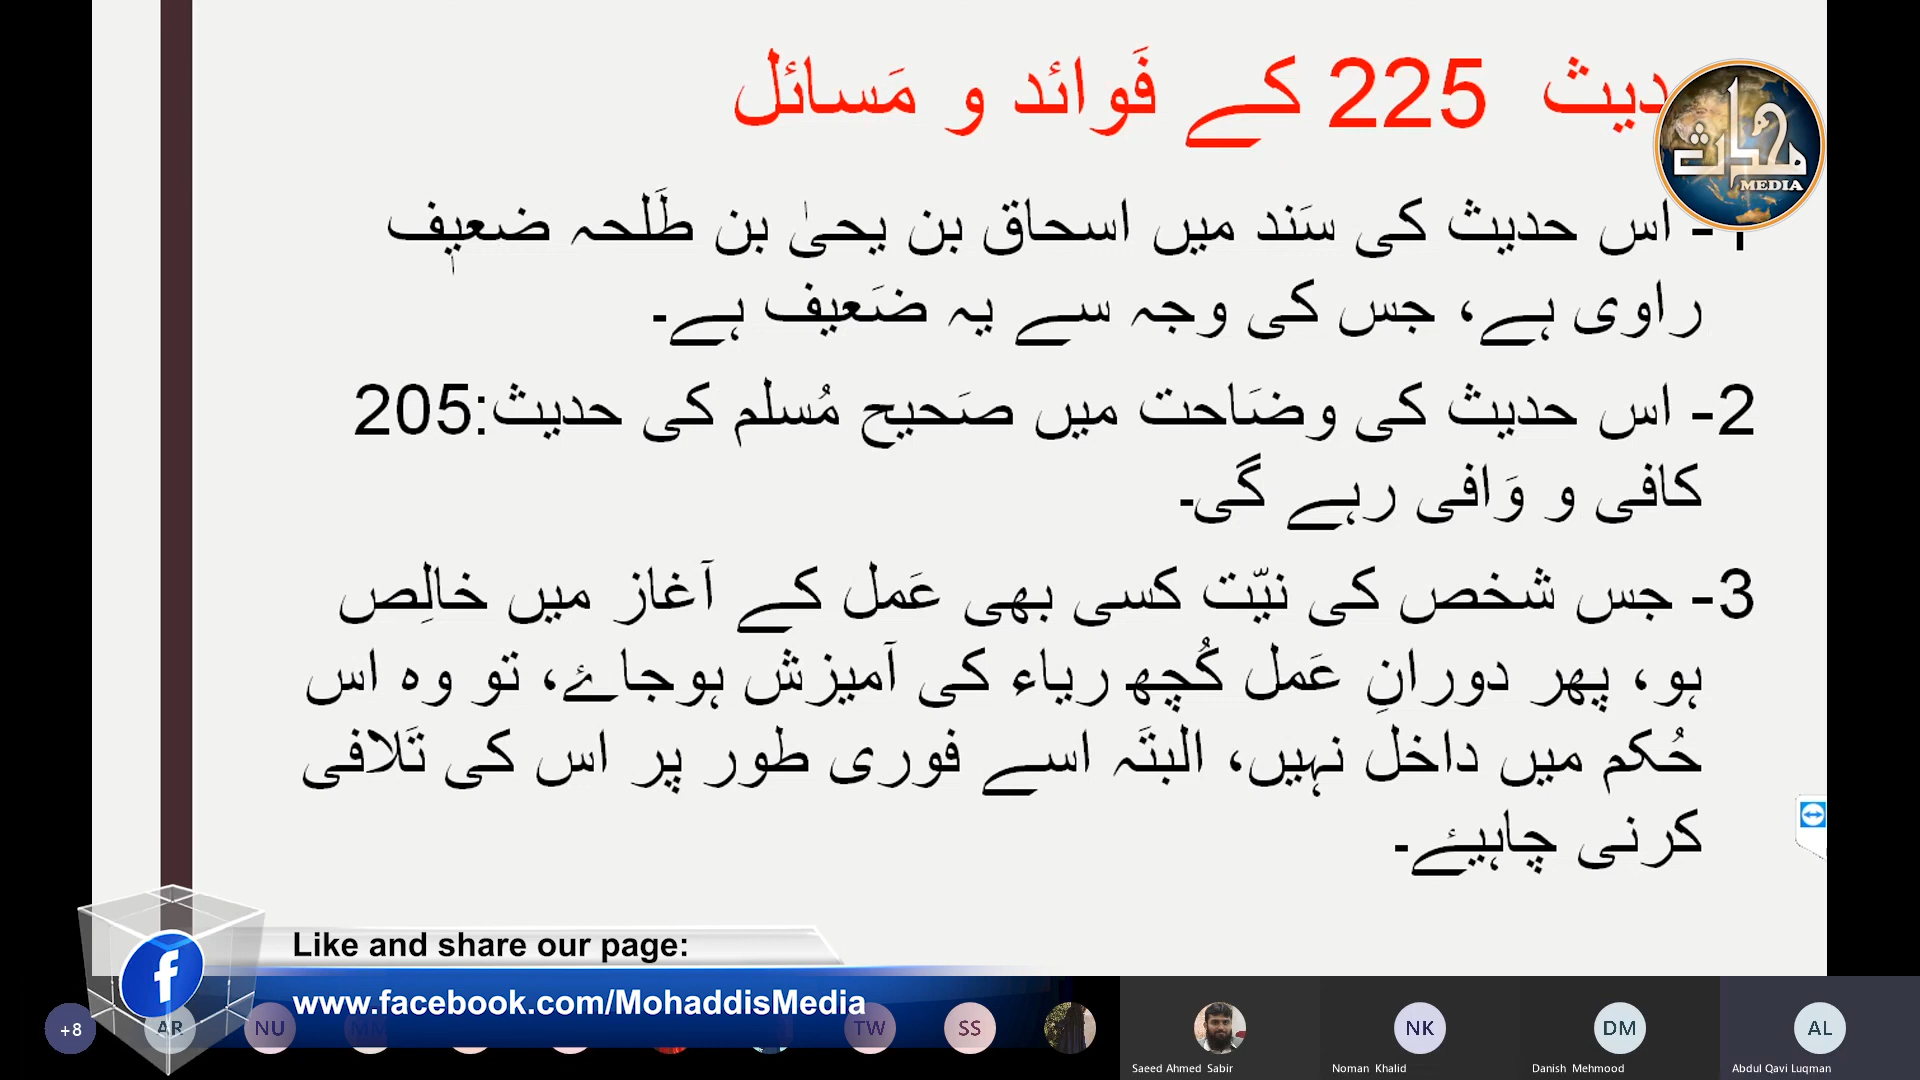 دیث 225 کے فَوائد و مَسائل
محدث
MEDIA
1- اس حدیث کی سَند میں اسحاق بن یحیٰ بن طَلحہ ضعیٖف
راوی ہے، جس کی وجہ سے یہ ضَعیف ہے۔
2- اس حدیث کی وضَاحت میں صَحیح مُسلم کی حدیث:205
کافی و وَافی رہے گی۔
3- جس شخص کی نیّت کسی بھی عَمل کے آغاز میں خالِص
ہو، پھر دورانِ عَمل کُچھ ریاء کی آمیزش ہوجاۓ، تو وہ اس
حُکم میں داخل نہیں، البتَہ اسے فوری طور پر اس کی تَلافی
کرنی چاہیئے۔
Like and share our page:
www.facebook.com/MohaddisMedia
+8 AR NU MM TW SS NK DM AL
Saeed Ahmed Sabir Noman Khalid Danish Mehmood Abdul Qavi Luqman